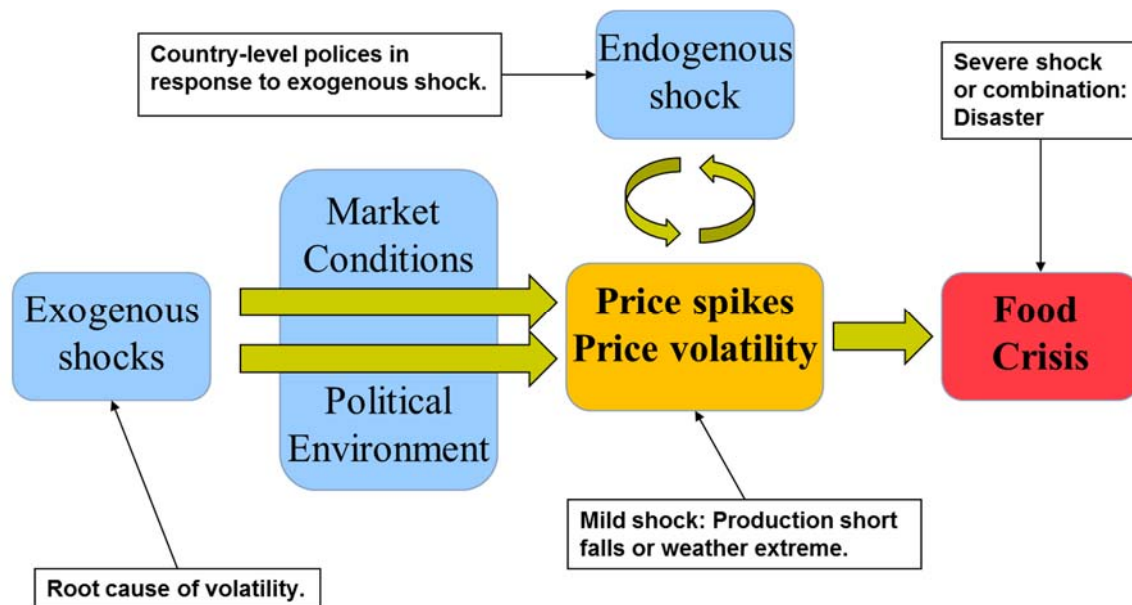 Country-level polices in
response to exogenous shock.
Endogenous
shock
Severe shock
or combination:
Disaster
Market
Conditions
Exogenous
shocks
Price spikes
Price volatility
Food
Crisis
Political
Environment
Mild shock: Production short
falls or weather extreme.
Root cause of volatility.